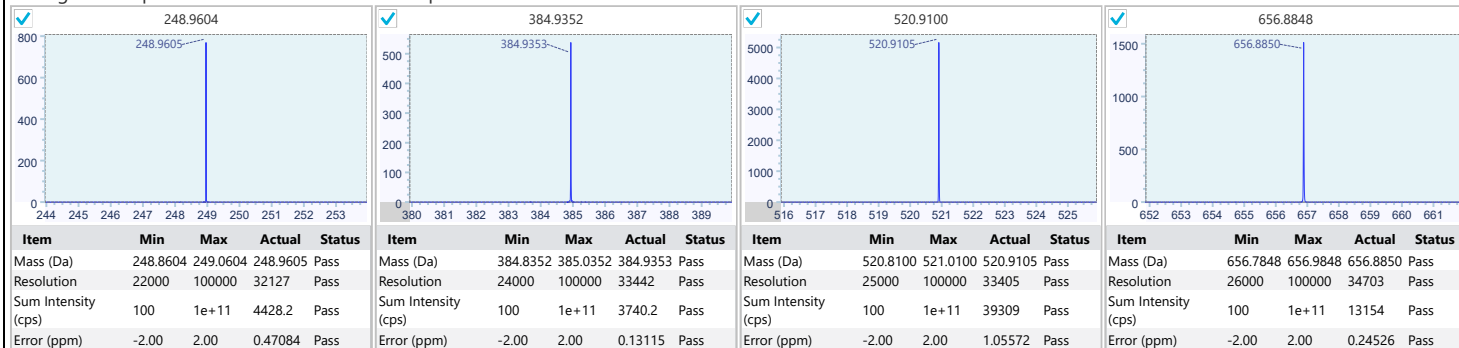 248.9604
248.9605
800
600
400
200
0
244 245 246 247 248 249 250 251 252 253
Item Min Max Actual Status
Mass (Da) 248.8604 249.0604 248.9605 Pass
Resolution 22000 100000 32127 Pass
Sum Intensity (cps) 100 1e+11 4428.2 Pass
Error (ppm) -2.00 2.00 0.47084 Pass
384.9352
384.9353
500
400
300
200
100
0
380 381 382 383 384 385 386 387 388 389
Item Min Max Actual Status
Mass (Da) 384.8352 385.0352 384.9353 Pass
Resolution 24000 100000 33442 Pass
Sum Intensity (cps) 100 1e+11 3740.2 Pass
Error (ppm) -2.00 2.00 0.13115 Pass
520.9100
520.9105
5000
4000
3000
2000
1000
0
516 517 518 519 520 521 522 523 524 525
Item Min Max Actual Status
Mass (Da) 520.8100 521.0100 520.9105 Pass
Resolution 25000 100000 33405 Pass
Sum Intensity (cps) 100 1e+11 39309 Pass
Error (ppm) -2.00 2.00 1.05572 Pass
656.8848
656.8850
1500
1000
500
0
652 653 654 655 656 657 658 659 660 661
Item Min Max Actual Status
Mass (Da) 656.7848 656.9848 656.8850 Pass
Resolution 26000 100000 34703 Pass
Sum Intensity (cps) 100 1e+11 13154 Pass
Error (ppm) -2.00 2.00 0.24526 Pass